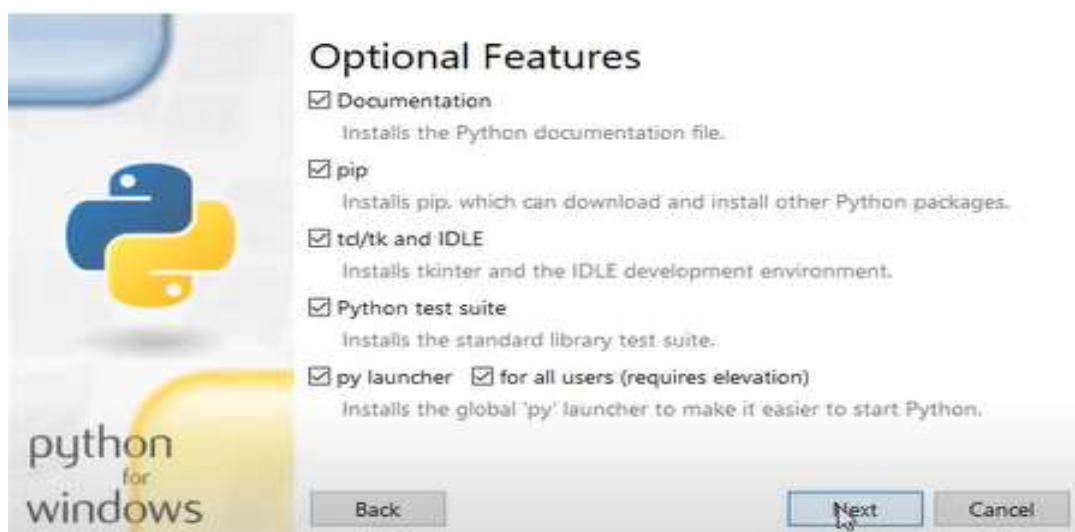 Optional Features
Documentation
Installs the Python documentation file.
pip
Installs pip, which can download and install other Python packages.
tcl/tk and IDLE
Installs tkinter and the IDLE development environment.
Python test suite
Installs the standard library test suite.
py launcher for all users (requires elevation)
Installs the global 'py' launcher to make it easier to start Python.
python
for
windows
Back Next Cancel